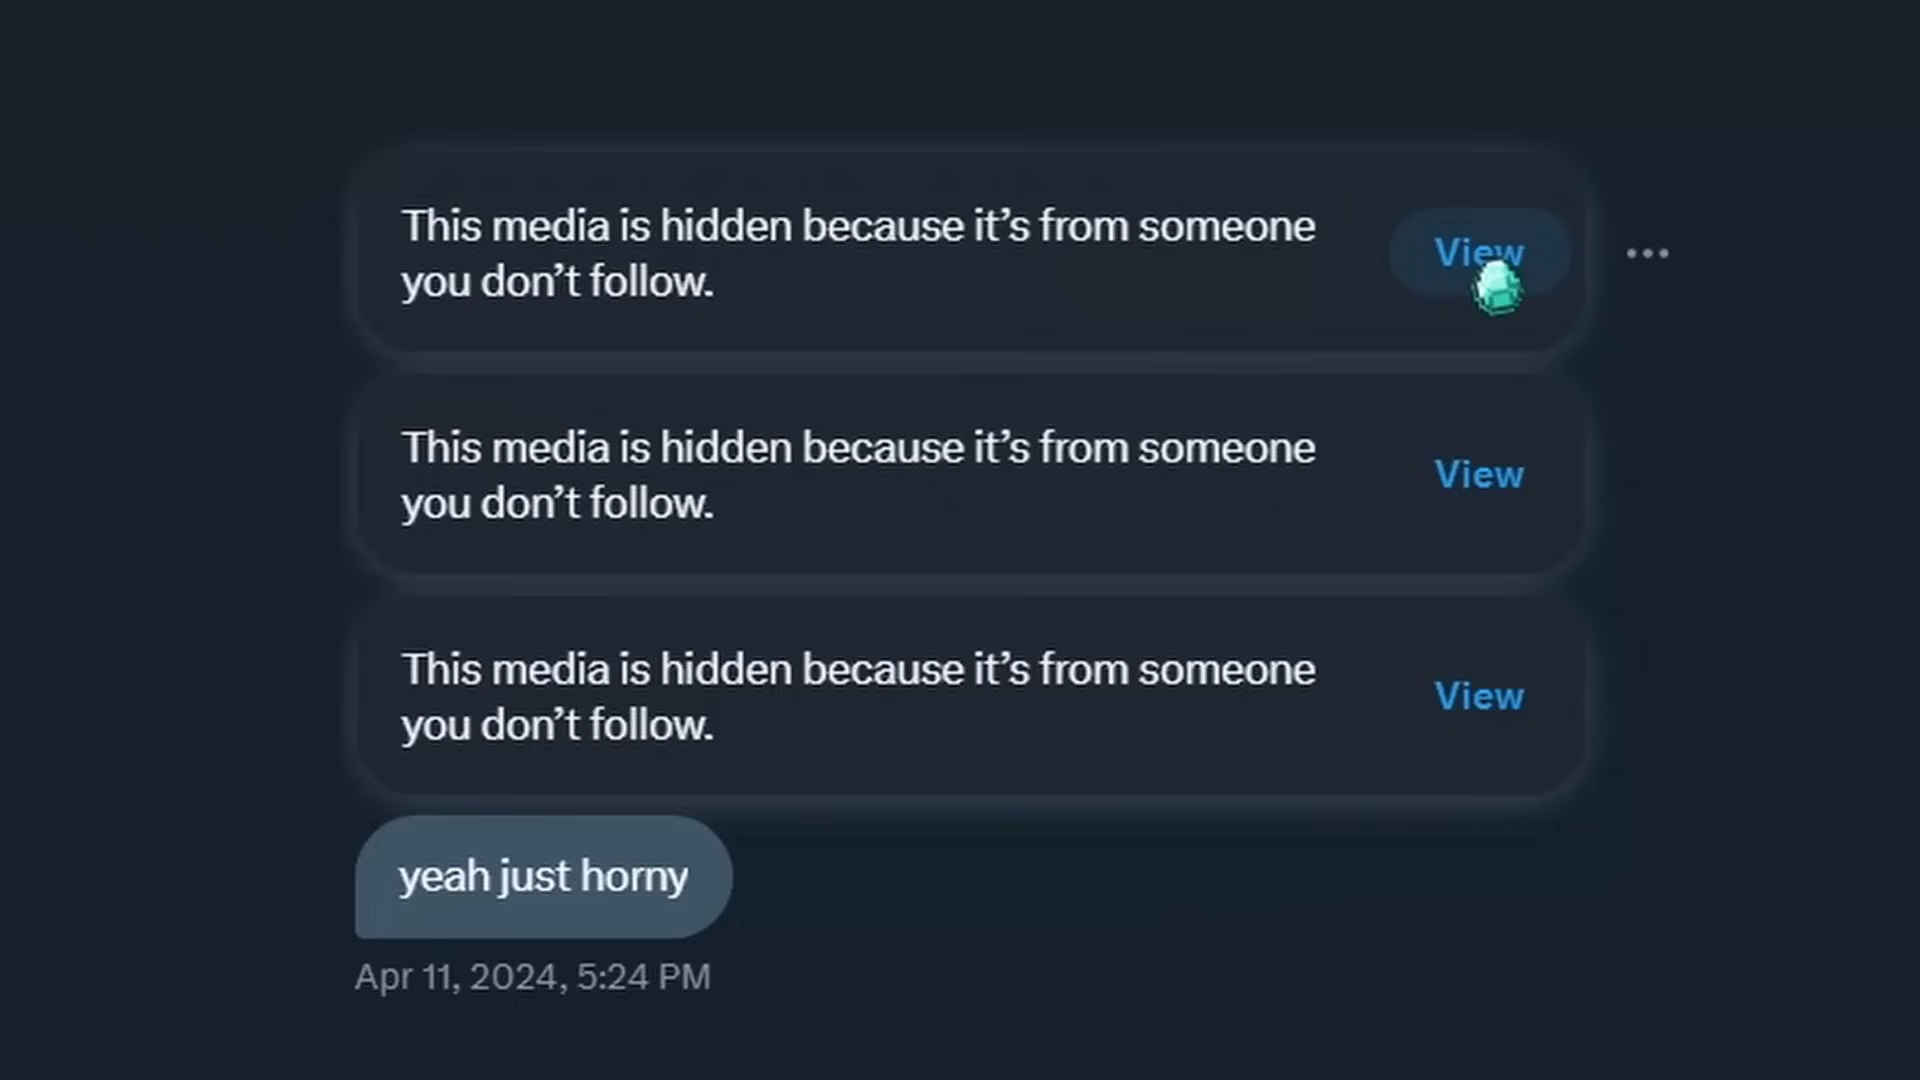 This media is hidden because it’s from someone
you don’t follow.
View
This media is hidden because it’s from someone
you don’t follow.
View
This media is hidden because it’s from someone
you don’t follow.
View
yeah just horny
Apr 11, 2024, 5:24 PM